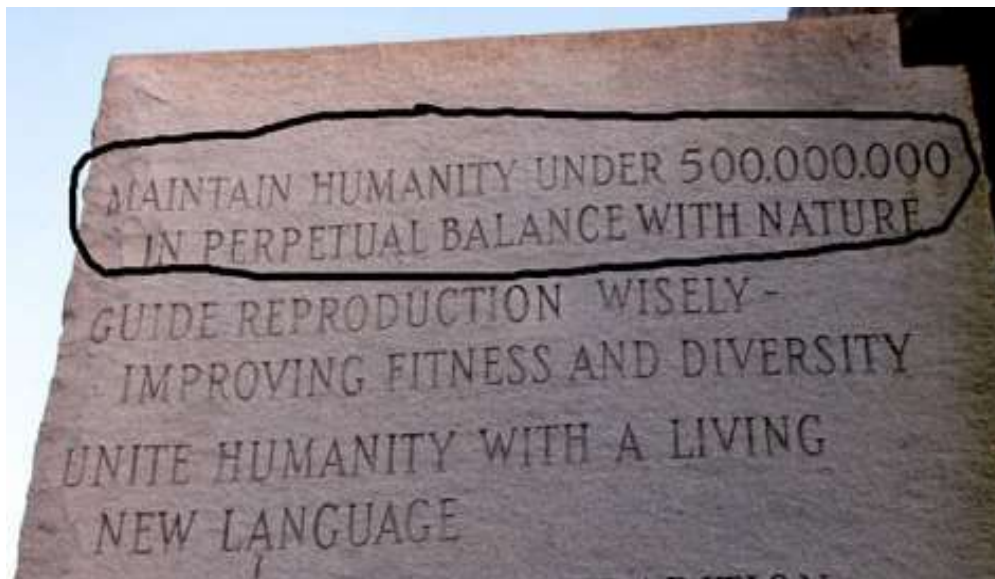 MAINTAIN HUMANITY UNDER 500.000.000
IN PERPETUAL BALANCE WITH NATURE
GUIDE REPRODUCTION WISELY -
IMPROVING FITNESS AND DIVERSITY
UNITE HUMANITY WITH A LIVING
NEW LANGUAGE